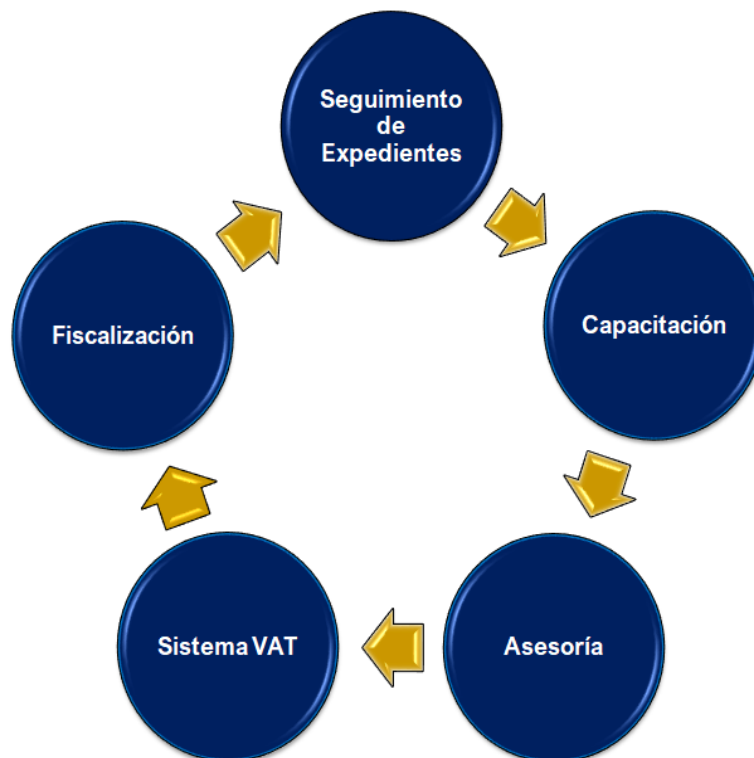 Seguimiento
de
Expedientes
Capacitación
Asesoría
Sistema VAT
Fiscalización